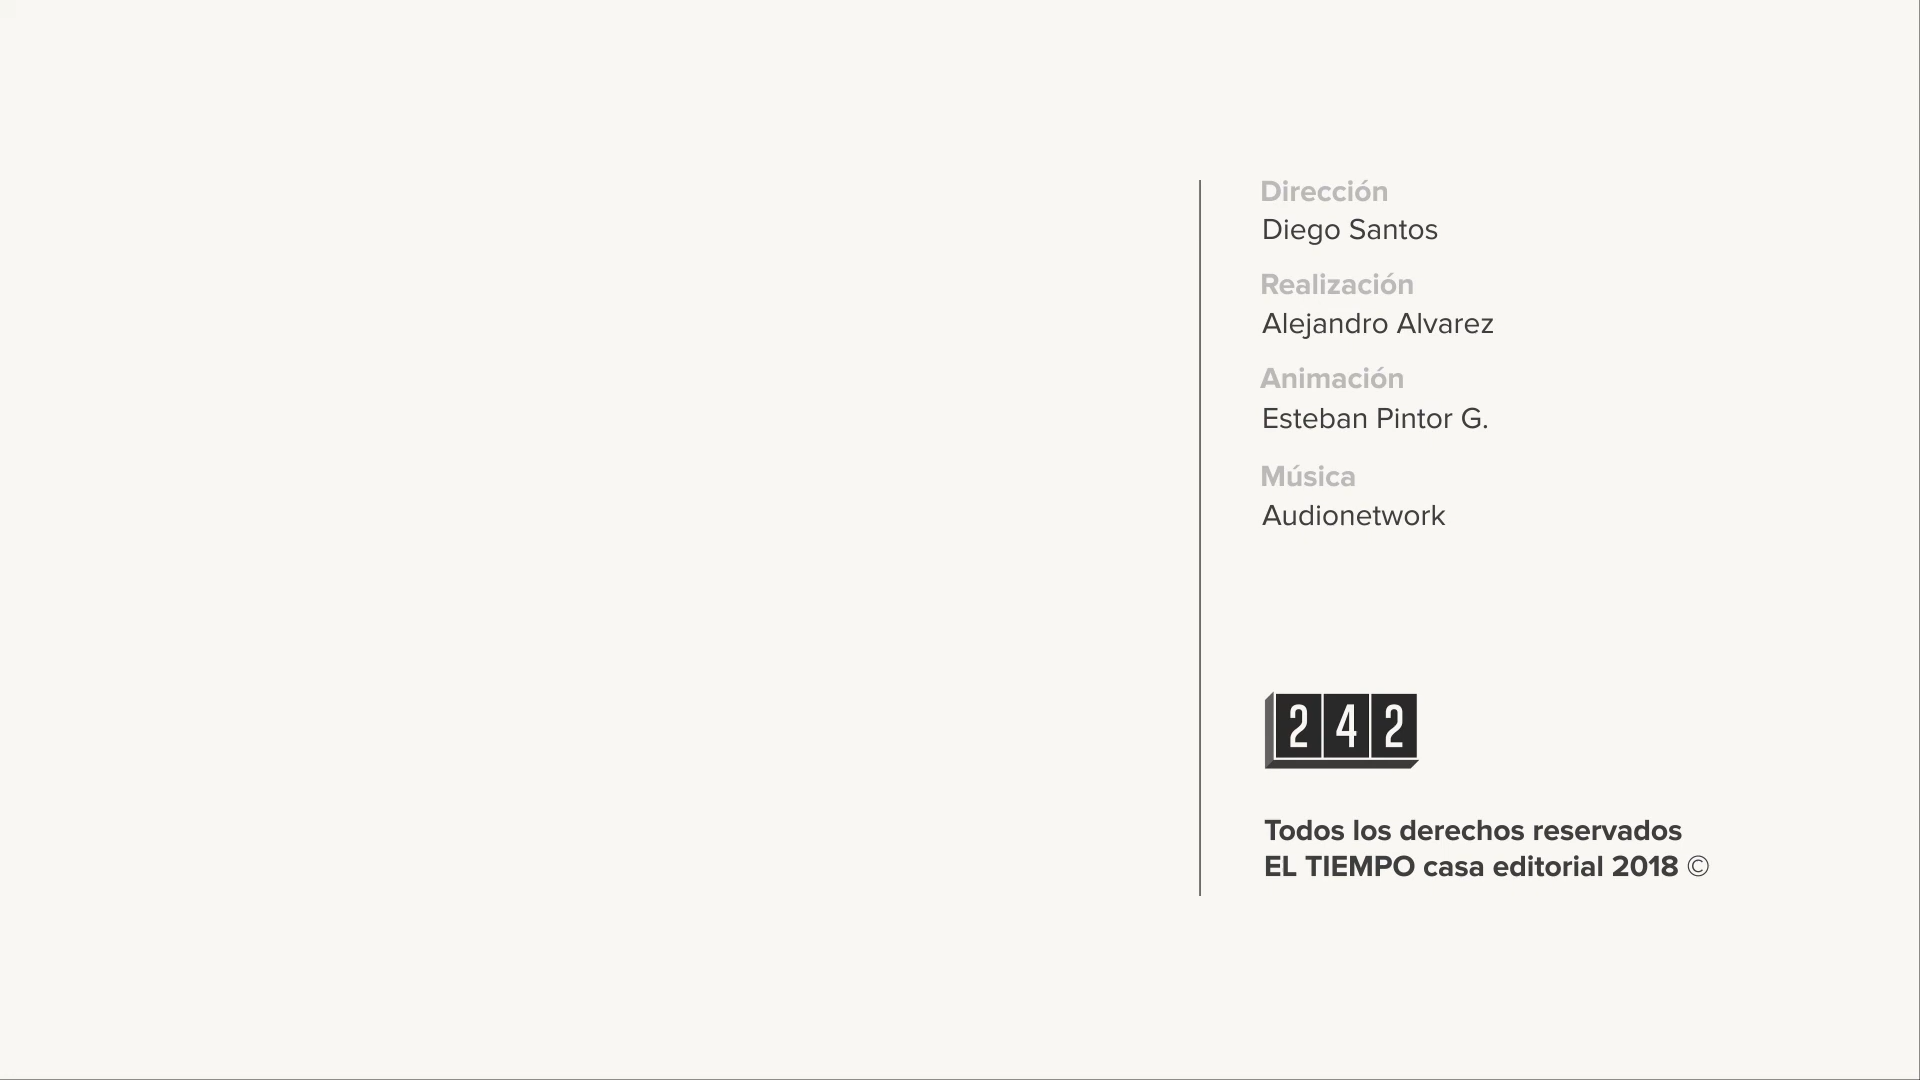 Dirección
Diego Santos
Realización
Alejandro Alvarez
Animación
Esteban Pintor G.
Música
Audionetwork
242
Todos los derechos reservados
EL TIEMPO casa editorial 2018 ©